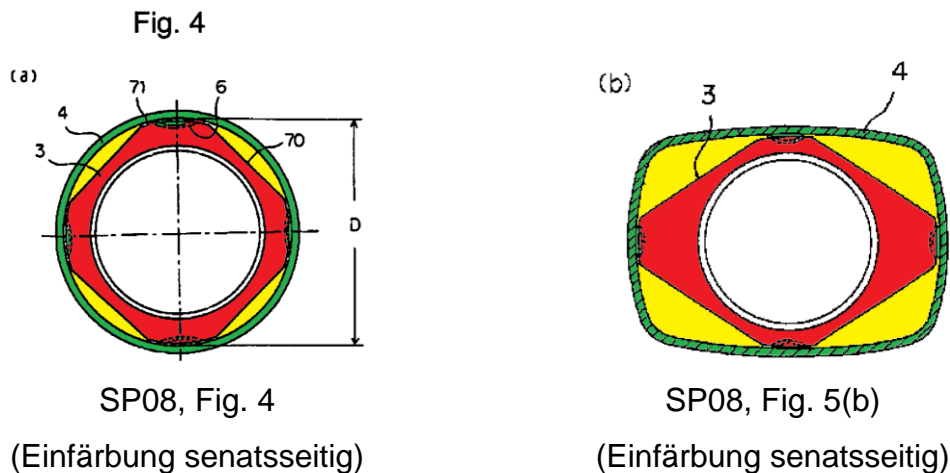 Fig. 4
(a)
71
6
4
3
70
D
SP08, Fig. 4
(Einfärbung senatsseitig)
(b)
3
4
SP08, Fig. 5(b)
(Einfärbung senatsseitig)